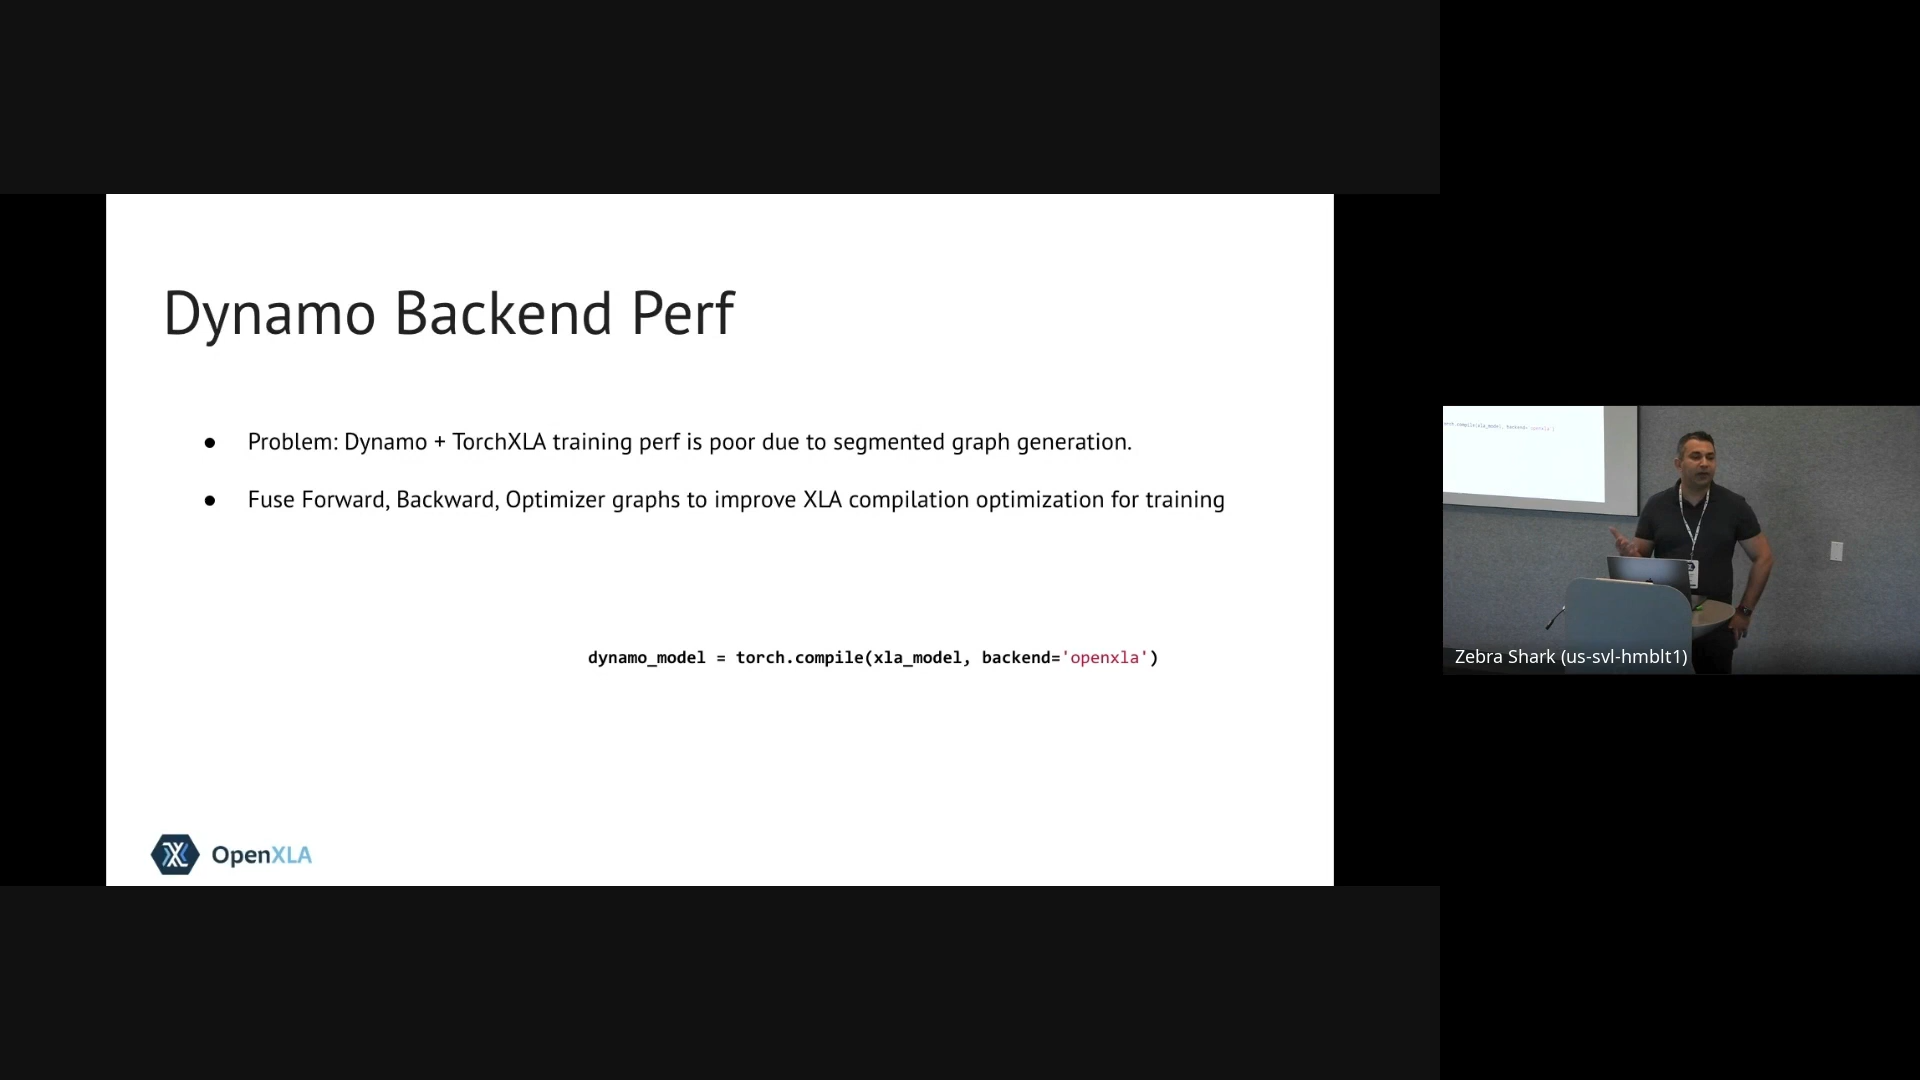 Dynamo Backend Perf
● Problem: Dynamo + TorchXLA training perf is poor due to segmented graph generation.
● Fuse Forward, Backward, Optimizer graphs to improve XLA compilation optimization for training
dynamo_model = torch.compile(xla_model, backend='openxla')
OpenXLA
Zebra Shark (us-svl-hmblt1)